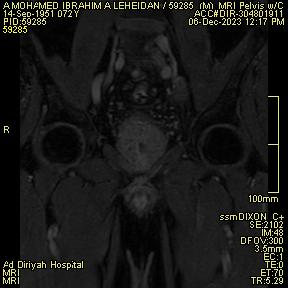 A MOHAMED IBRAHIM A LEHEIDAN / 59285 (M) MRI Pelvis w/C
14-Sep-1951 072Y ACC#DIR-304801911
PID:59285 06-Dec-2023 12:17 PM
59285
R
100mm
ssmDIXON C+
SE:2102
IM:48
DFOV:300
3.5mm
Ad Diriyah Hospital EC:1
MRI TE:0
MRI ET:70
TR:5.29